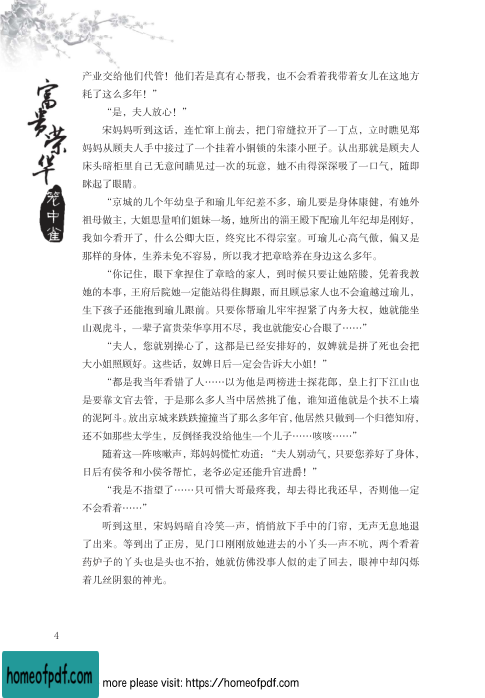 富贵荣华
笼中雀
产业交给他们代管！他们若是真有心帮我，也不会看着我带着女儿在这地方
耗了这么多年！”
“是，夫人放心！”
宋妈妈听到这话，连忙窜上前去，把门帘缝拉开了一丁点，立时瞧见郑
妈妈从顾夫人手中接过了一个挂着小铜锁的朱漆小匣子。认出那就是顾夫人
床头暗柜里自己无意间瞄见过一次的玩意，她不由得深深吸了一口气，随即
眯起了眼睛。
“京城的几个年幼皇子和瑜儿年纪差不多，瑜儿要是身体康健，有她外
祖母做主，大姐思量咱们姐妹一场，她所出的淄王殿下配瑜儿年纪却是刚好，
我如今看开了，什么公卿大臣，终究比不得宗室。可瑜儿心高气傲，偏又是
那样的身体，生养未免不容易，所以我才把章晗养在身边这么多年。
“你记住，眼下拿捏住了章晗的家人，到时候只要让她陪媵，凭着我教
她的本事，王府后院她一定能站得住脚跟，而且顾忌家人也不会逾越过瑜儿，
生下孩子还能抱到瑜儿跟前。只要你帮瑜儿牢牢捏紧了内务大权，她就能坐
山观虎斗，一辈子富贵荣华享用不尽，我也就能安心合眼了……”
“夫人，您就别操心了，这都是已经安排好的，奴婢就是拼了死也会把
大小姐照顾好。这些话，奴婢日后一定会告诉大小姐！”
“都是我当年看错了人……以为他是两榜进士探花郎，皇上打下江山也
是要靠文官去管，于是那么多人当中居然挑了他，谁知道他就是个扶不上墙
的泥阿斗。放出京城来跌跌撞撞当了那么多年官，他居然只做到一个归德知府，
还不如那些太学生，反倒怪我没给他生一个儿子……咳咳……”
随着这一阵咳嗽声，郑妈妈慌忙劝道：“夫人别动气，只要您养好了身体，
日后有侯爷和小侯爷帮忙，老爷必定还能升官进爵！”
“我是不指望了……只可惜大哥最疼我，却去得比我还早，否则他一定
不会看着……”
听到这里，宋妈妈暗自冷笑一声，悄悄放下手中的门帘，无声无息地退
了出来。等到出了正房，见门口刚刚放她进去的小丫头一声不吭，两个看着
药炉子的丫头也是头也不抬，她就仿佛没事人似的走了回去，眼神中却闪烁
着几丝阴狠的神光。
4
homeofpdf.com
more please visit: https://homeofpdf.com